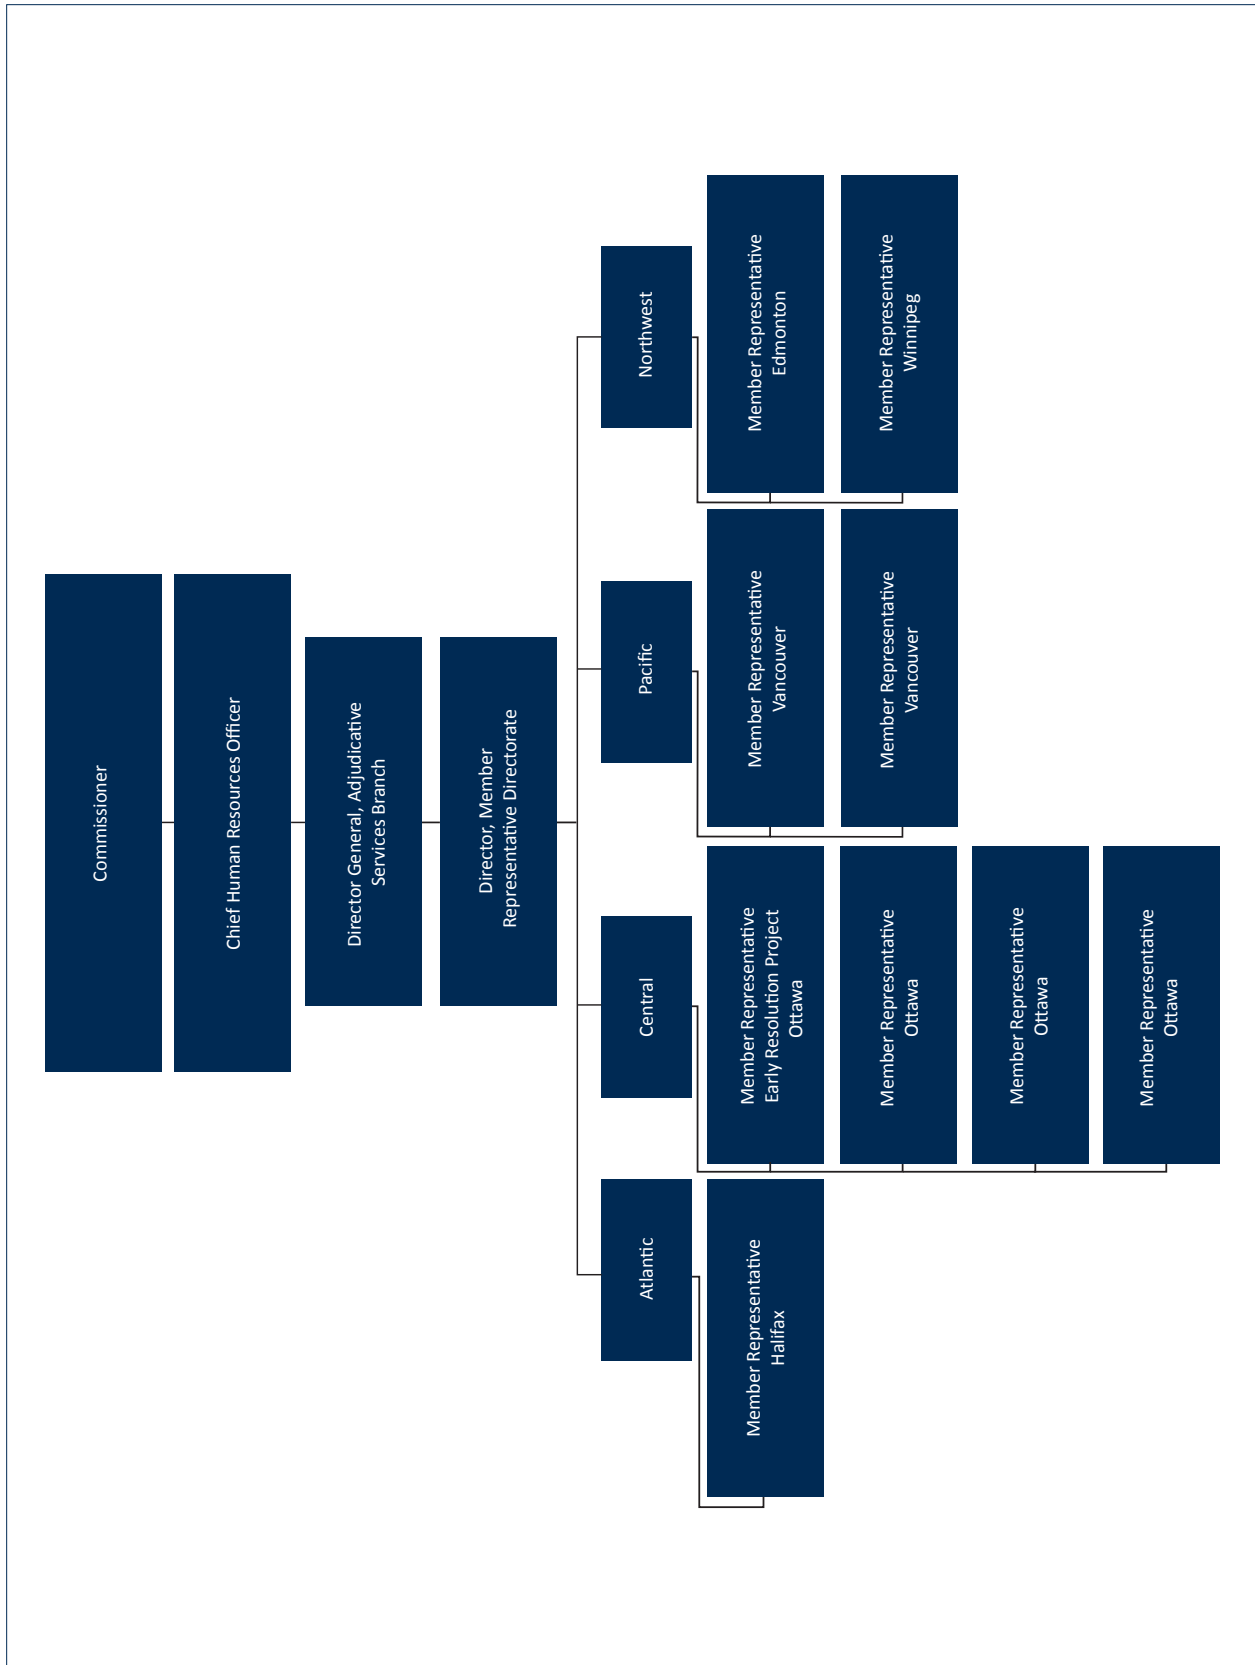 Commissioner
Chief Human Resources Officer
Director General, Adjudicative
Services Branch
Director, Member
Representative Directorate
Atlantic
Member Representative
Halifax
Central
Member Representative
Early Resolution Project
Ottawa
Member Representative
Ottawa
Member Representative
Ottawa
Member Representative
Ottawa
Pacific
Member Representative
Vancouver
Member Representative
Vancouver
Northwest
Member Representative
Edmonton
Member Representative
Winnipeg